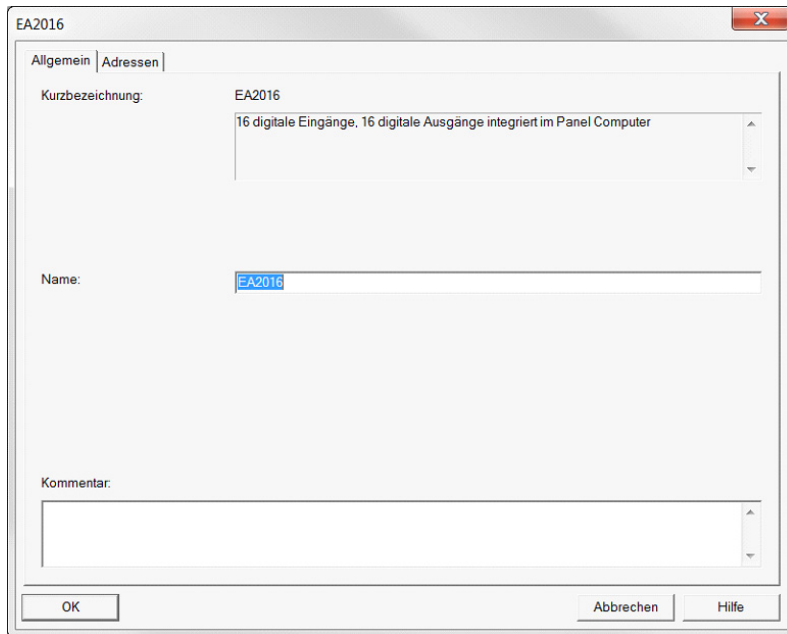 EA2016
Allgemein Adressen
Kurzbezeichnung: EA2016
16 digitale Eingänge, 16 digitale Ausgänge integriert im Panel Computer
Name: EA2016
Kommentar:
OK Abbrechen Hilfe